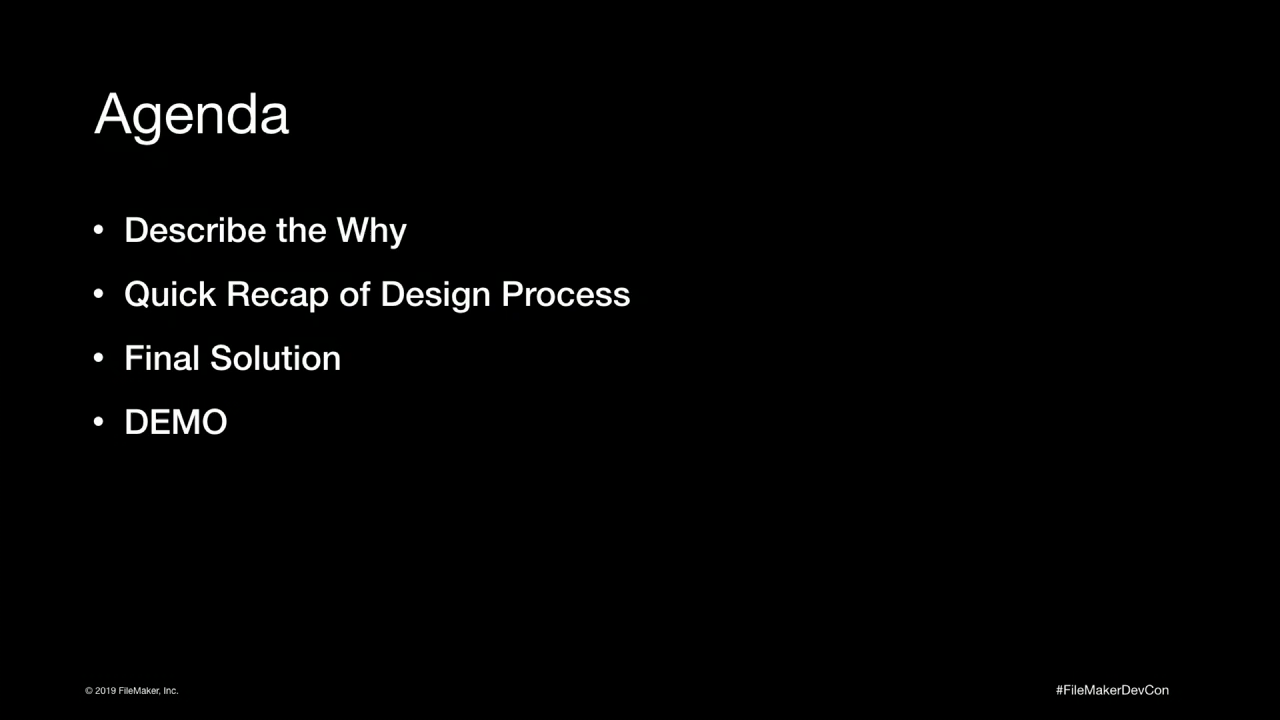 Agenda
• Describe the Why
• Quick Recap of Design Process
• Final Solution
• DEMO
© 2019 FileMaker, Inc.
#FileMakerDevCon